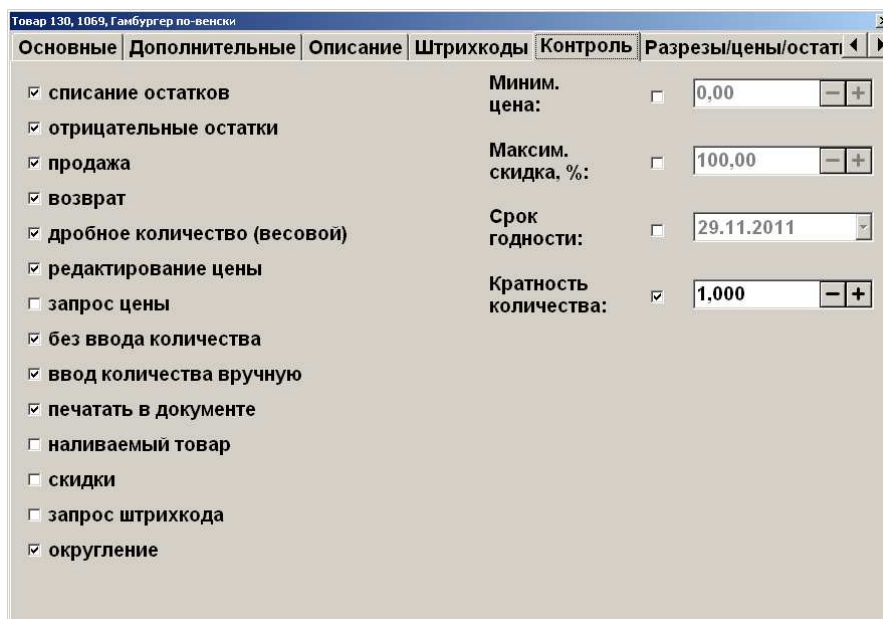 Товар 130, 1069, Гамбургер по-венски
Основные Дополнительные Описание Штрихкоды Контроль Разрезы/цены/остат
списание остатков
отрицательные остатки
продажа
возврат
дробное количество (весовой)
редактирование цены
запрос цены
без ввода количества
ввод количества вручную
печатать в документе
наливаемый товар
скидки
запрос штрихкода
округление
Миним.
цена:
0,00
Максим.
скидка, %:
100,00
Срок
годности:
29.11.2011
Кратность
количества:
1,000